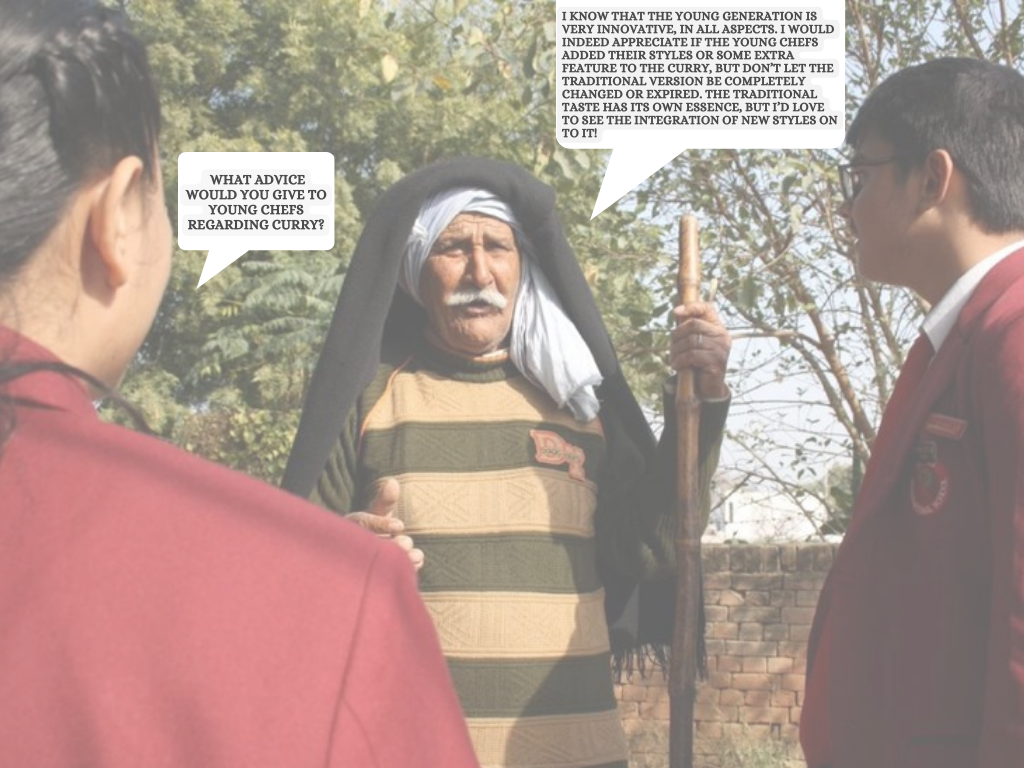 WHAT ADVICE
WOULD YOU GIVE TO
YOUNG CHEFS
REGARDING CURRY?
I KNOW THAT THE YOUNG GENERATION IS
VERY INNOVATIVE, IN ALL ASPECTS. I WOULD
INDEED APPRECIATE IF THE YOUNG CHEFS
ADDED THEIR STYLES OR SOME EXTRA
FEATURE TO THE CURRY, BUT DON'T LET THE
TRADITIONAL VERSION BE COMPLETELY
CHANGED OR EXPIRED. THE TRADITIONAL
TASTE HAS ITS OWN ESSENCE, BUT I'D LOVE
TO SEE THE INTEGRATION OF NEW STYLES ON
TO IT!